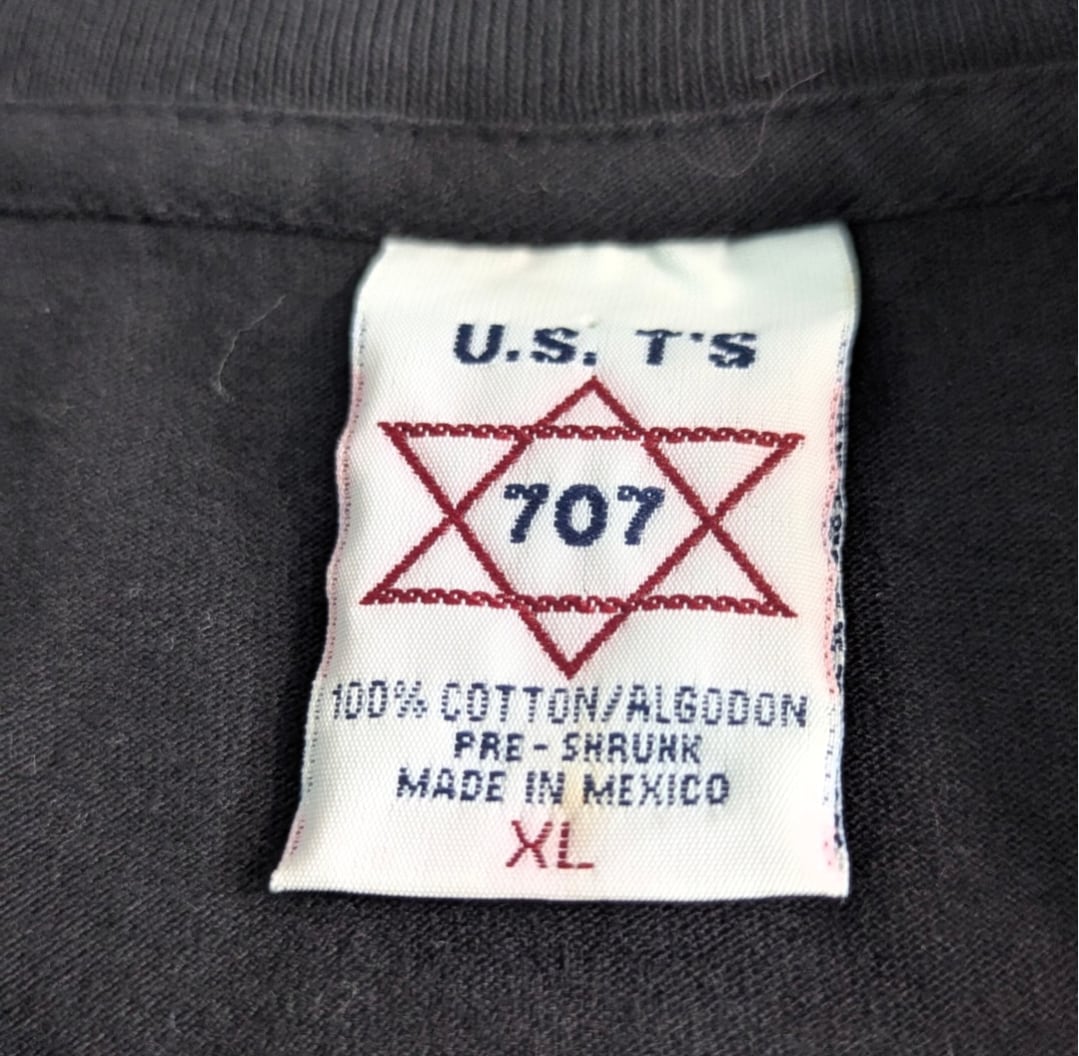 U.S. T'S
707
100% COTTON/ALGODON
PRE-SHRUNK
MADE IN MEXICO
XL